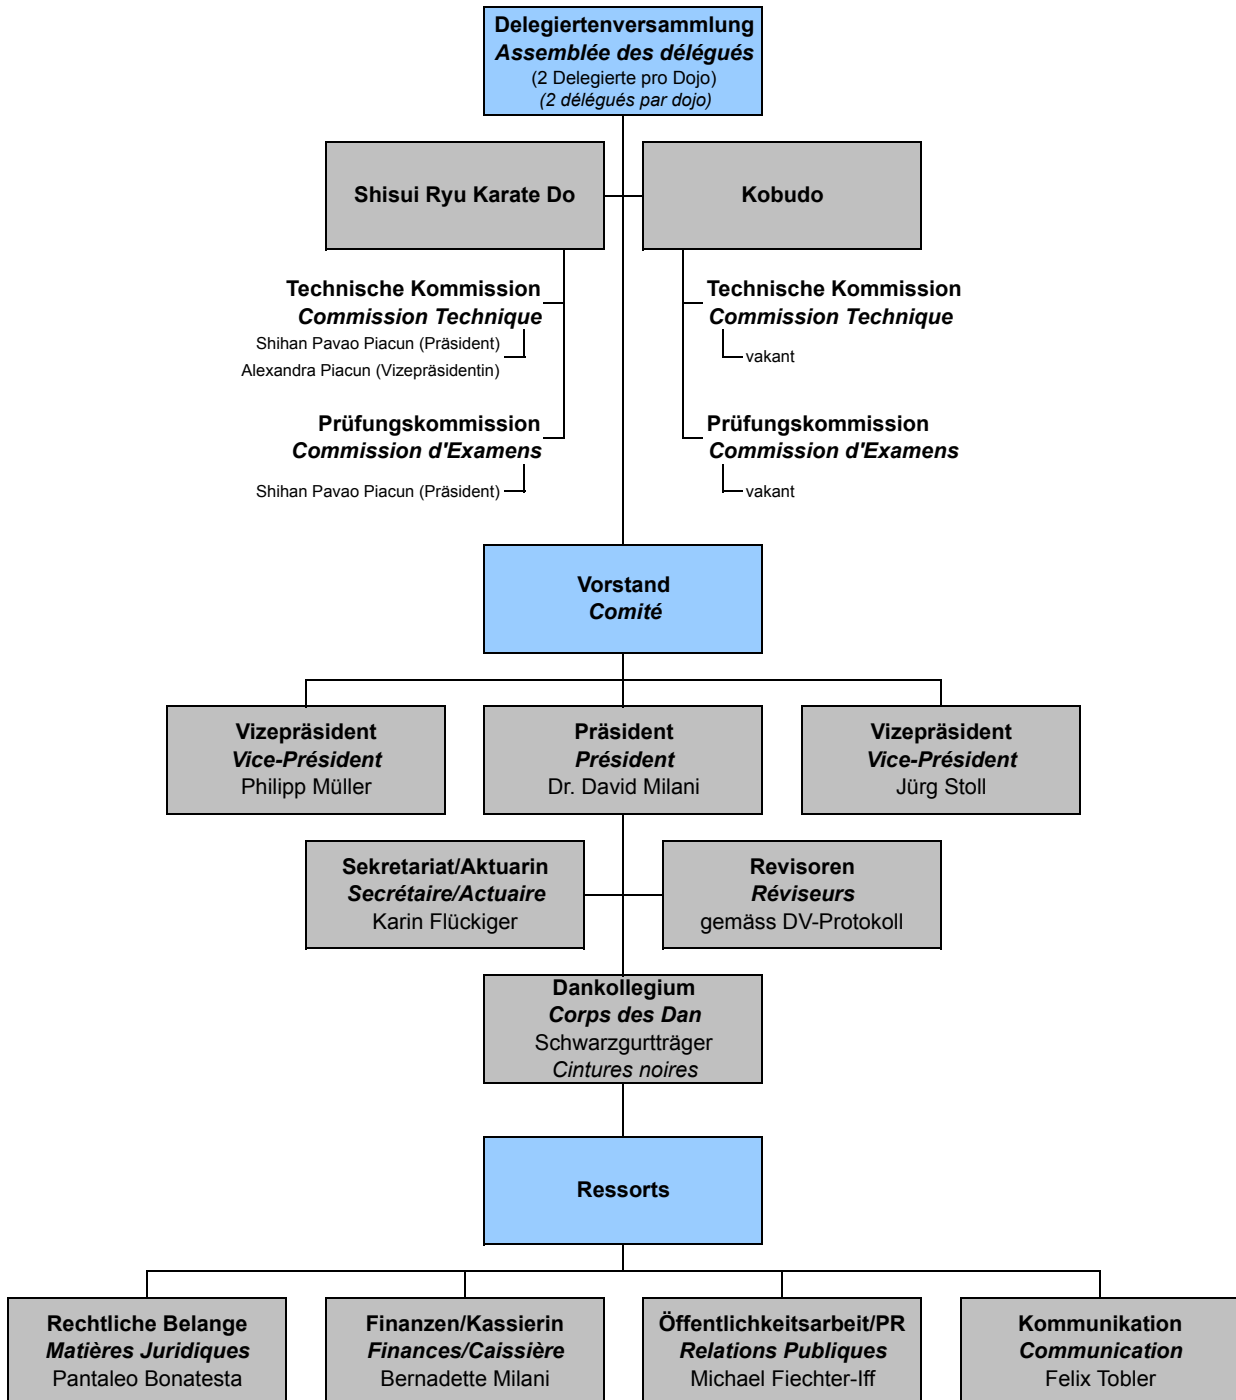 Delegiertenversammlung
Assemblée des délégués
(2 Delegierte pro Dojo)
(2 délégués par dojo)
Shisui Ryu Karate Do
Kobudo
Technische Kommission
Commission Technique
Shihan Pavao Piacun (Präsident)
Alexandra Piacun (Vizepräsidentin)
Prüfungskommission
Commission d'Examens
Shihan Pavao Piacun (Präsident)
Technische Kommission
Commission Technique
vakant
Prüfungskommission
Commission d'Examens
vakant
Vorstand
Comité
Vizepräsident
Vice-Président
Philipp Müller
Präsident
Président
Dr. David Milani
Vizepräsident
Vice-Président
Jürg Stoll
Sekretariat/Aktuarin
Secrétaire/Actuaire
Karin Flückiger
Revisoren
Réviseurs
gemäss DV-Protokoll
Dankollegium
Corps des Dan
Schwarzgurtträger
Cintures noires
Ressorts
Rechtliche Belange
Matières Juridiques
Pantaleo Bonatesta
Finanzen/Kassierin
Finances/Caissière
Bernadette Milani
Öffentlichkeitsarbeit/PR
Relations Publiques
Michael Fiechter-Iff
Kommunikation
Communication
Felix Tobler